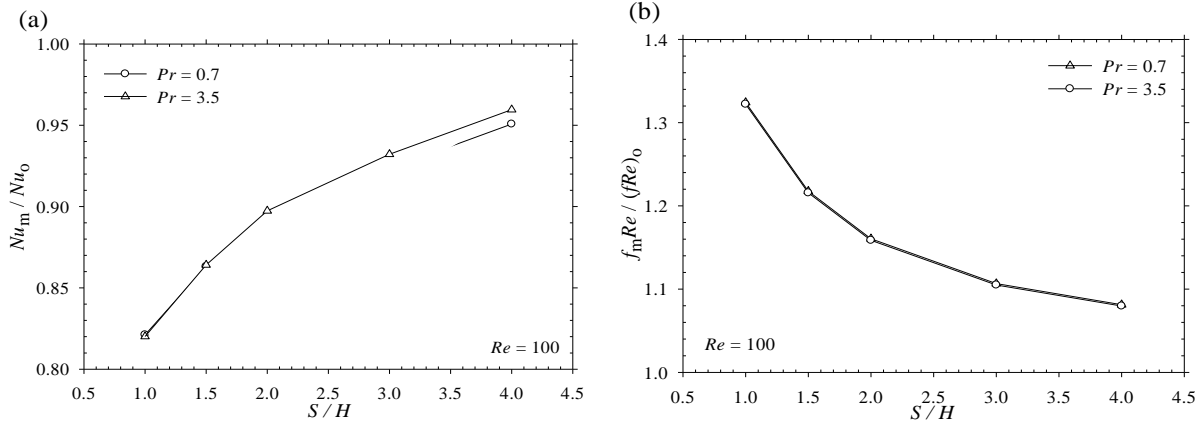 (a)
1.00
0.95
0.90
0.85
0.80
Nu_m / Nu_o
Pr = 0.7
Pr = 3.5
Re = 100
0.5 1.0 1.5 2.0 2.5 3.0 3.5 4.0 4.5
S / H
(b)
1.4
1.3
1.2
1.1
1.0
f_m Re / (fRe)_o
Pr = 0.7
Pr = 3.5
Re = 100
0.5 1.0 1.5 2.0 2.5 3.0 3.5 4.0 4.5
S / H